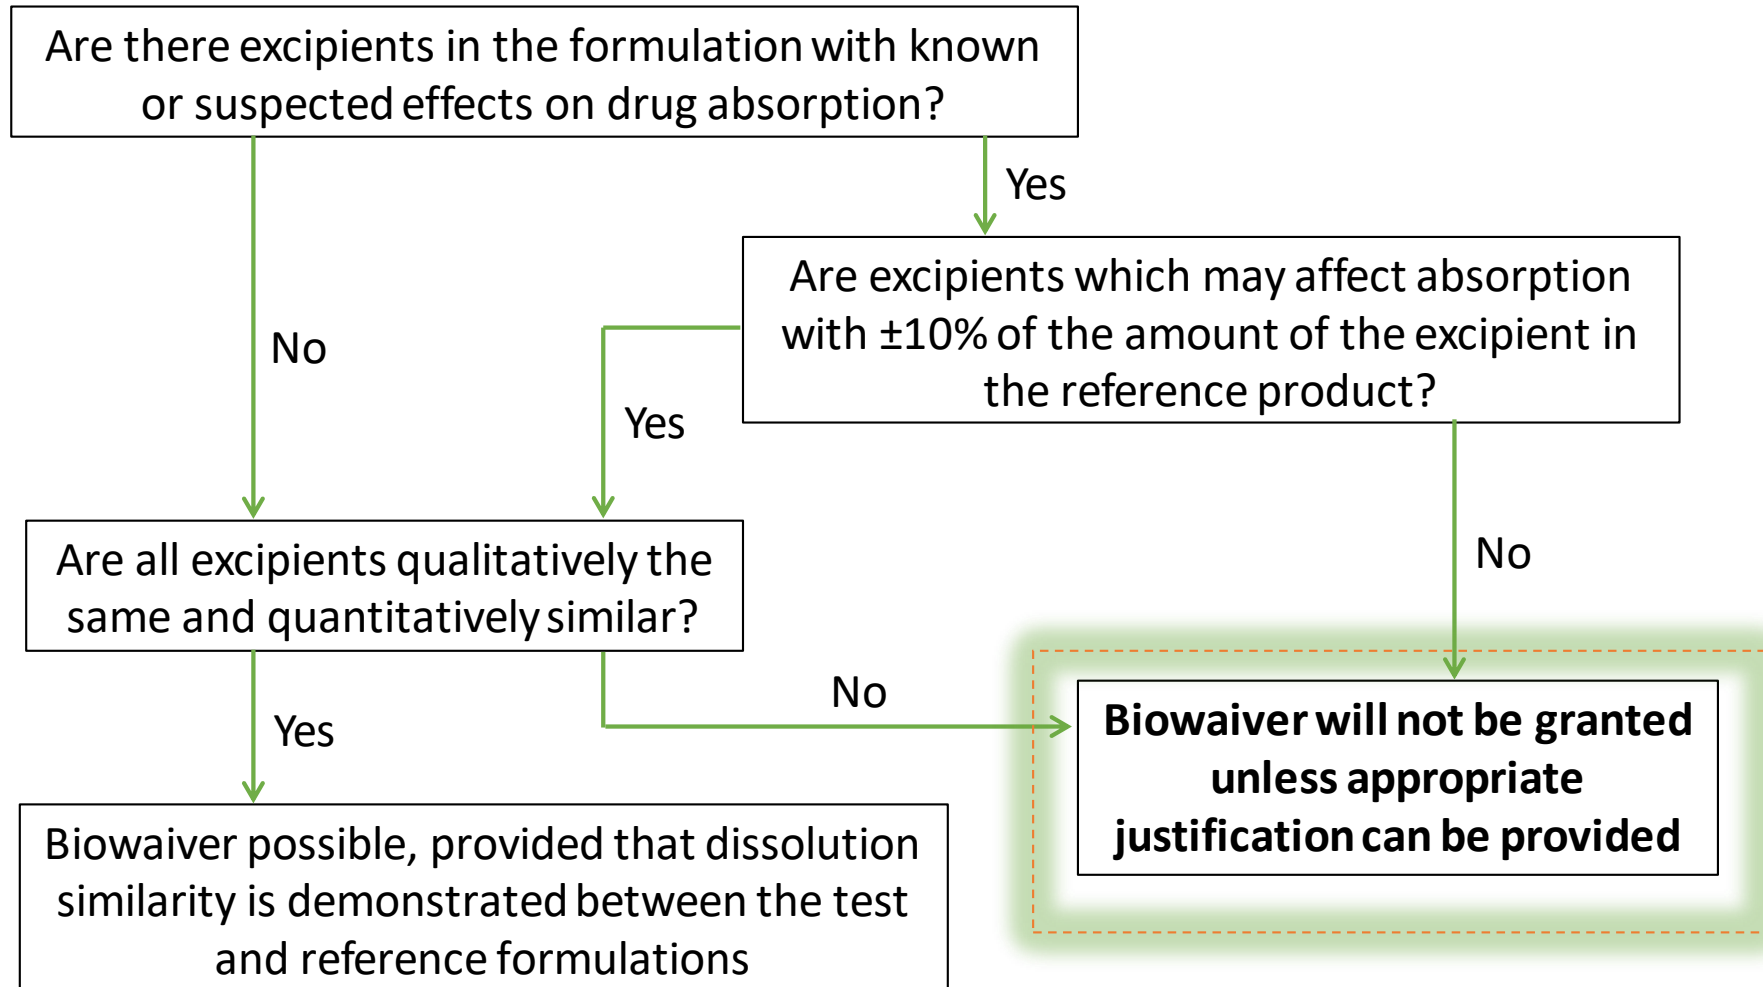 Are there excipients in the formulation with known
or suspected effects on drug absorption?
Yes
No
Are excipients which may affect absorption
with ±10% of the amount of the excipient in
the reference product?
Yes
No
Are all excipients qualitatively the
same and quantitatively similar?
Yes
No
Biowaiver will not be granted
unless appropriate
justification can be provided
Biowaiver possible, provided that dissolution
similarity is demonstrated between the test
and reference formulations